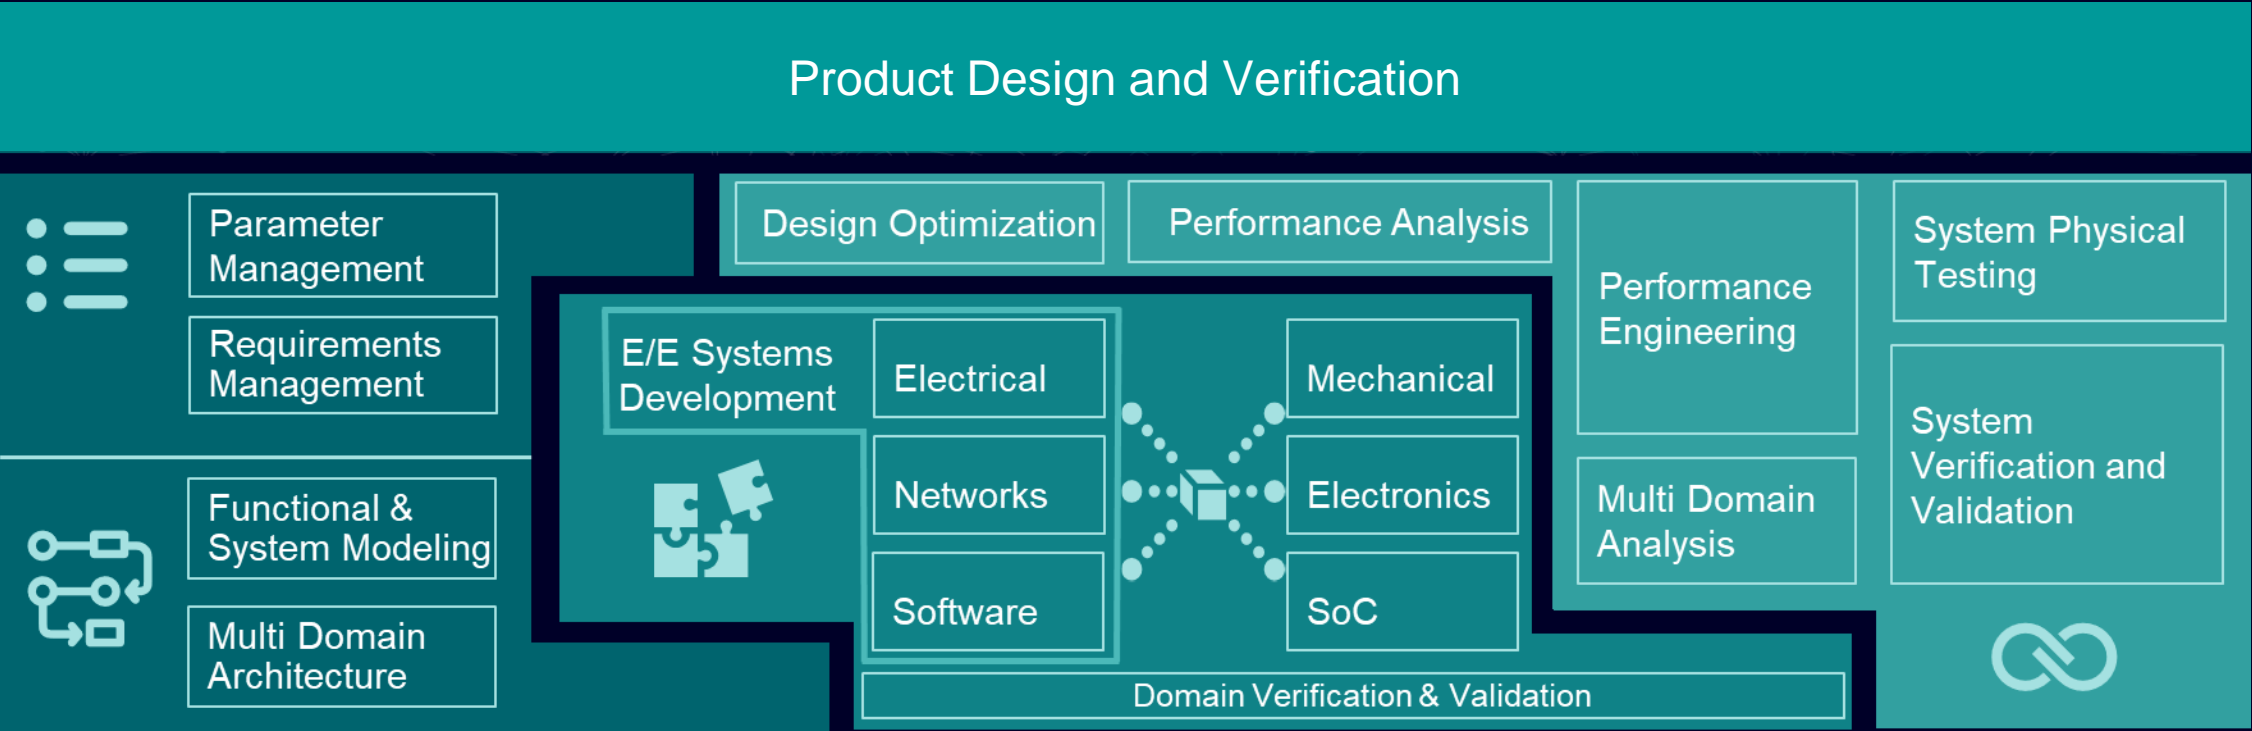 Product Design and Verification
Parameter
Management
Requirements
Management
Functional &
System Modeling
Multi Domain
Architecture
Design Optimization
Performance Analysis
E/E Systems
Development
Electrical
Networks
Software
Mechanical
Electronics
SoC
Domain Verification & Validation
Performance
Engineering
Multi Domain
Analysis
System Physical
Testing
System
Verification and
Validation